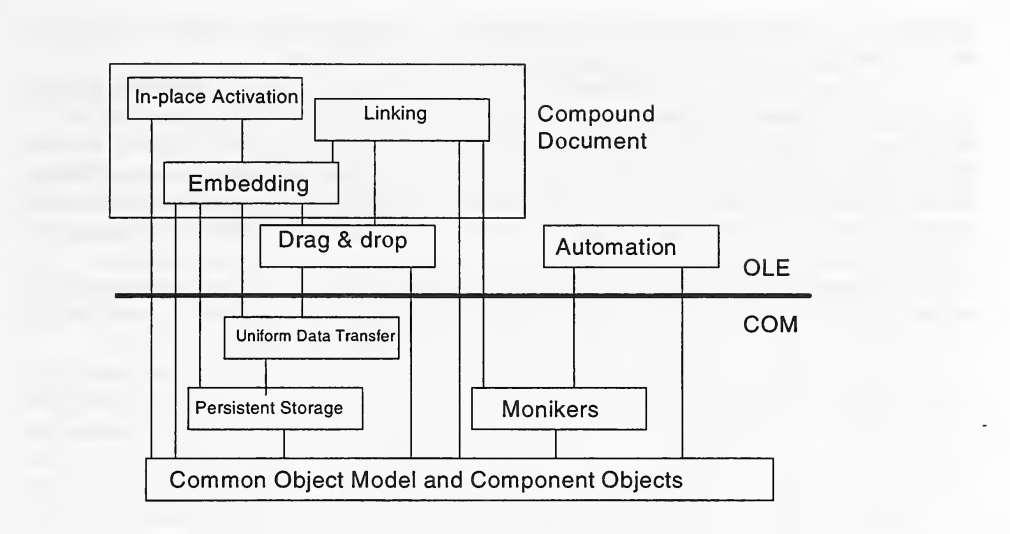 In-place Activation
Linking
Compound
Document
Embedding
Drag & drop
Automation
OLE
COM
Uniform Data Transfer
Persistent Storage
Monikers
Common Object Model and Component Objects